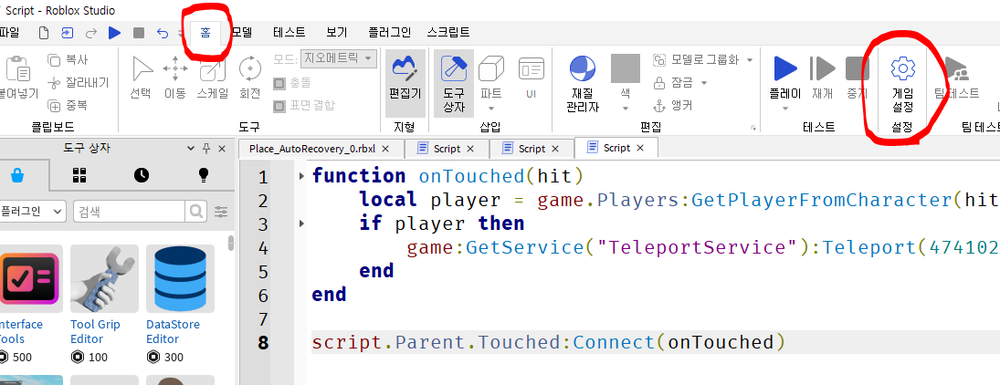 Script - Roblox Studio
파일 홈 모델 테스트 보기 플러그인 스크립트
복사
잘라내기
중복
붙여넣기
클립보드
선택 이동 스케일 회전
모드: 지오메트릭
충돌
표면 결합
도구
편집기
지형
도구 상자
파트
UI
삽입
재질 관리자
색
모델로 그룹화
잠금
앵커
편집
플레이 재개 중지
테스트
게임 설정
설정
팀 테스트
팀 테스트
도구 상자
Place_AutoRecovery_0.rbxl × Script × Script × Script ×
플러그인 검색
Interface Tools
500
Tool Grip Editor
100
DataStore Editor
300
1 function onTouched(hit)
2 local player = game.Players:GetPlayerFromCharacter(hit
3 if player then
4 game:GetService("TeleportService"):Teleport(474102
5 end
6 end
7
8 script.Parent.Touched:Connect(onTouched)